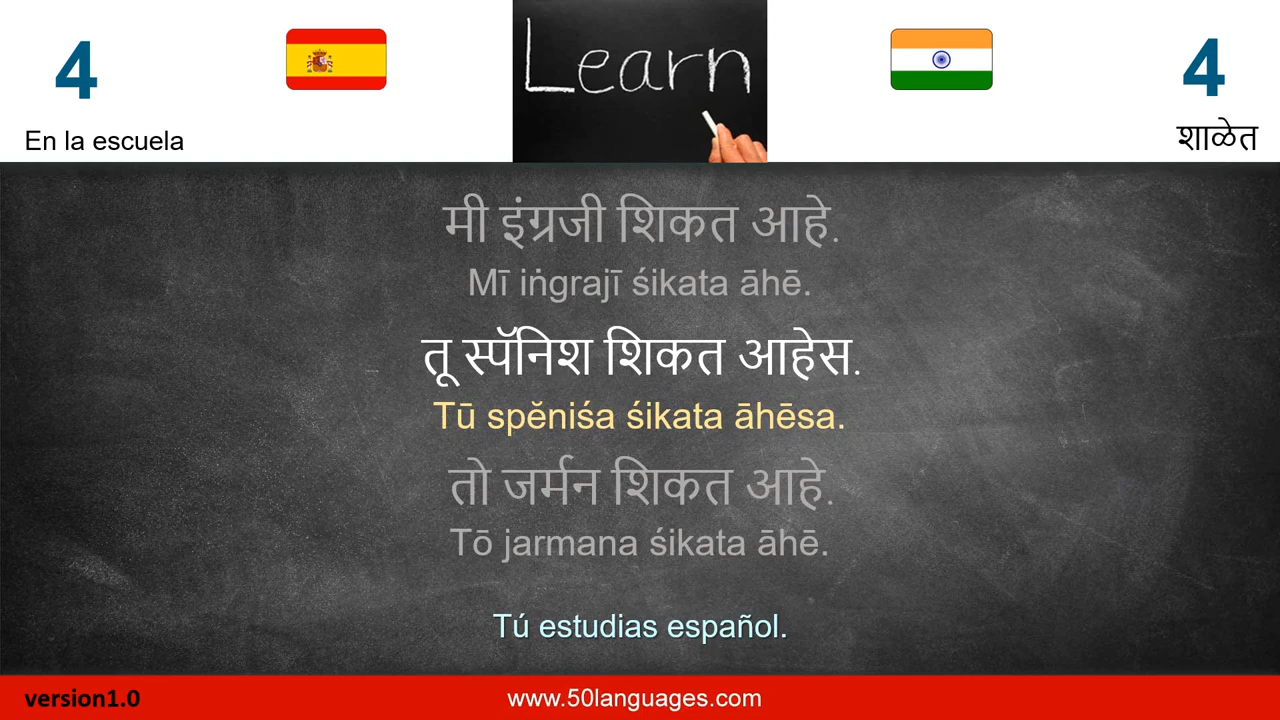 4
Learn
4
En la escuela
शाळेत
मी इंग्रजी शिकत आहे.
Mī iṅgrajī śikata āhē.
तू स्पॅनिश शिकत आहेस.
Tū spĕniśa śikata āhēsa.
तो जर्मन शिकत आहे.
Tō jarmana śikata āhē.
Tú estudias español.
version1.0
www.50languages.com